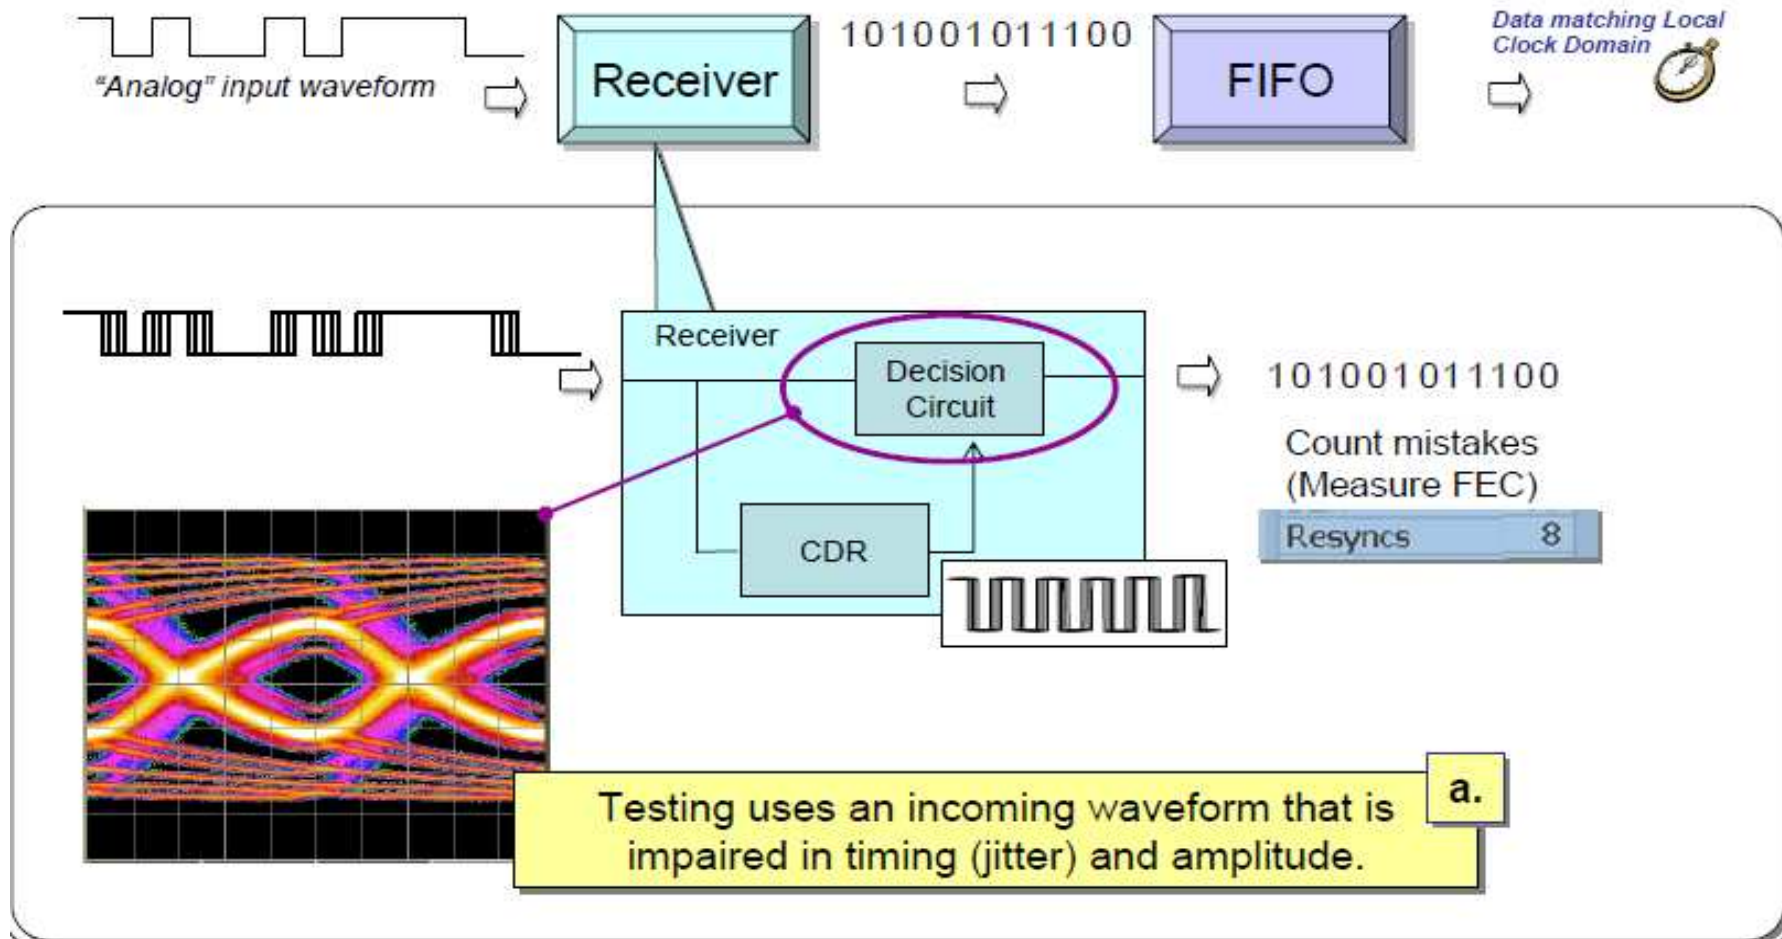 "Analog" input waveform
Receiver
101001011100
FIFO
Data matching Local
Clock Domain
Receiver
Decision
Circuit
CDR
101001011100
Count mistakes
(Measure FEC)
Resyncs 8
a.
Testing uses an incoming waveform that is
impaired in timing (jitter) and amplitude.